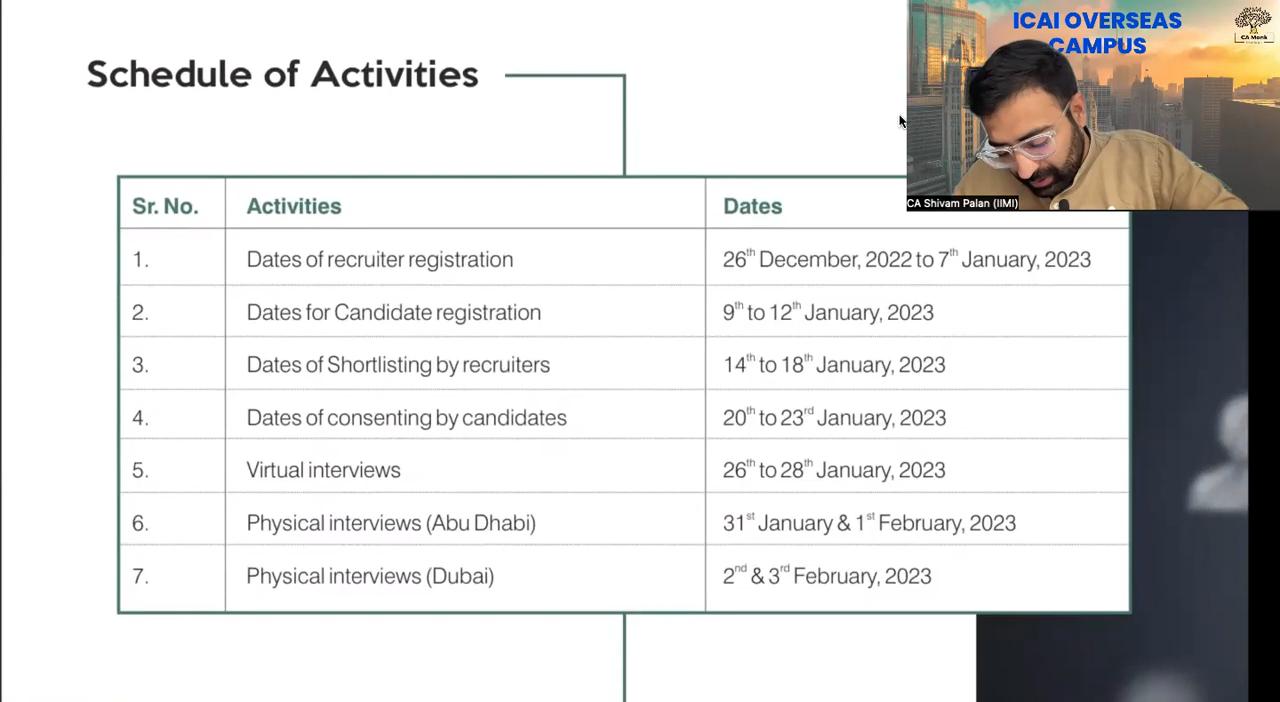 ICAI OVERSEAS
CAMPUS
CA Monk
Schedule of Activities
CA Shivam Palan (IIMI)
Sr. No. Activities Dates
1. Dates of recruiter registration 26th December, 2022 to 7th January, 2023
2. Dates for Candidate registration 9th to 12th January, 2023
3. Dates of Shortlisting by recruiters 14th to 18th January, 2023
4. Dates of consenting by candidates 20th to 23rd January, 2023
5. Virtual interviews 26th to 28th January, 2023
6. Physical interviews (Abu Dhabi) 31st January & 1st February, 2023
7. Physical interviews (Dubai) 2nd & 3rd February, 2023